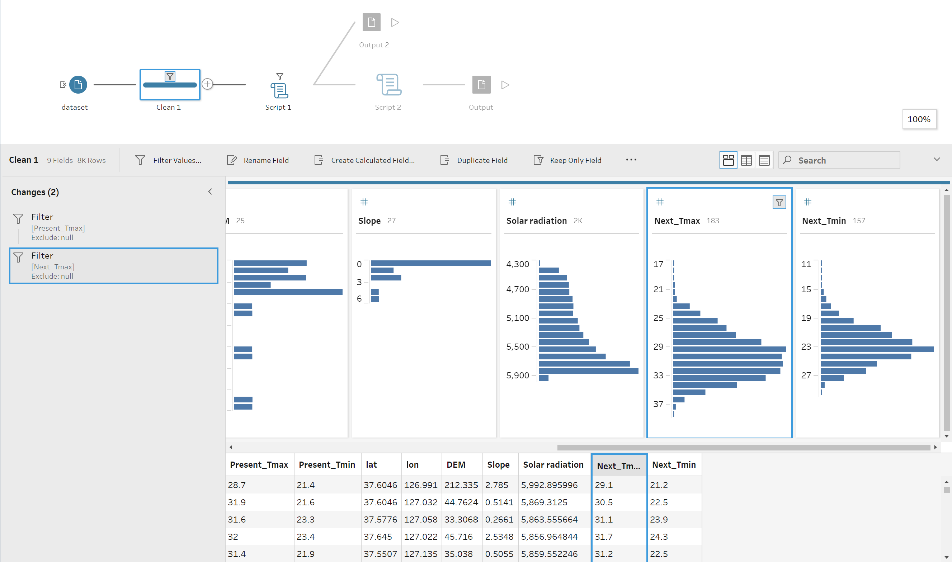 Output 2
dataset
Clean 1
Script 1
Script 2
Output
100%
Clean 1 9 Fields 8K Rows
Filter Values...
Rename Field
Create Calculated Field...
Duplicate Field
Keep Only Field
Search
Changes (2)
Filter
[Present_Tmax]
Exclude: null
Filter
[Next_Tmax]
Exclude: null
M 25
Slope 27
0
3
6
Solar radiation 2K
4,300
4,700
5,100
5,500
5,900
Next_Tmax 183
17
21
25
29
33
37
Next_Tmin 157
11
15
19
23
27
Present_Tmax Present_Tmin lat lon DEM Slope Solar radiation Next_Tm... Next_Tmin
28.7 21.4 37.6046 126.991 212.335 2.785 5,992.895996 29.1 21.2
31.9 21.6 37.6046 127.032 44.7624 0.5141 5,869.3125 30.5 22.5
31.6 23.3 37.5776 127.058 33.3068 0.2661 5,863.555664 31.1 23.9
32 23.4 37.645 127.022 45.716 2.5348 5,856.964844 31.7 24.3
31.4 21.9 37.5507 127.135 35.038 0.5055 5,859.552246 31.2 22.5